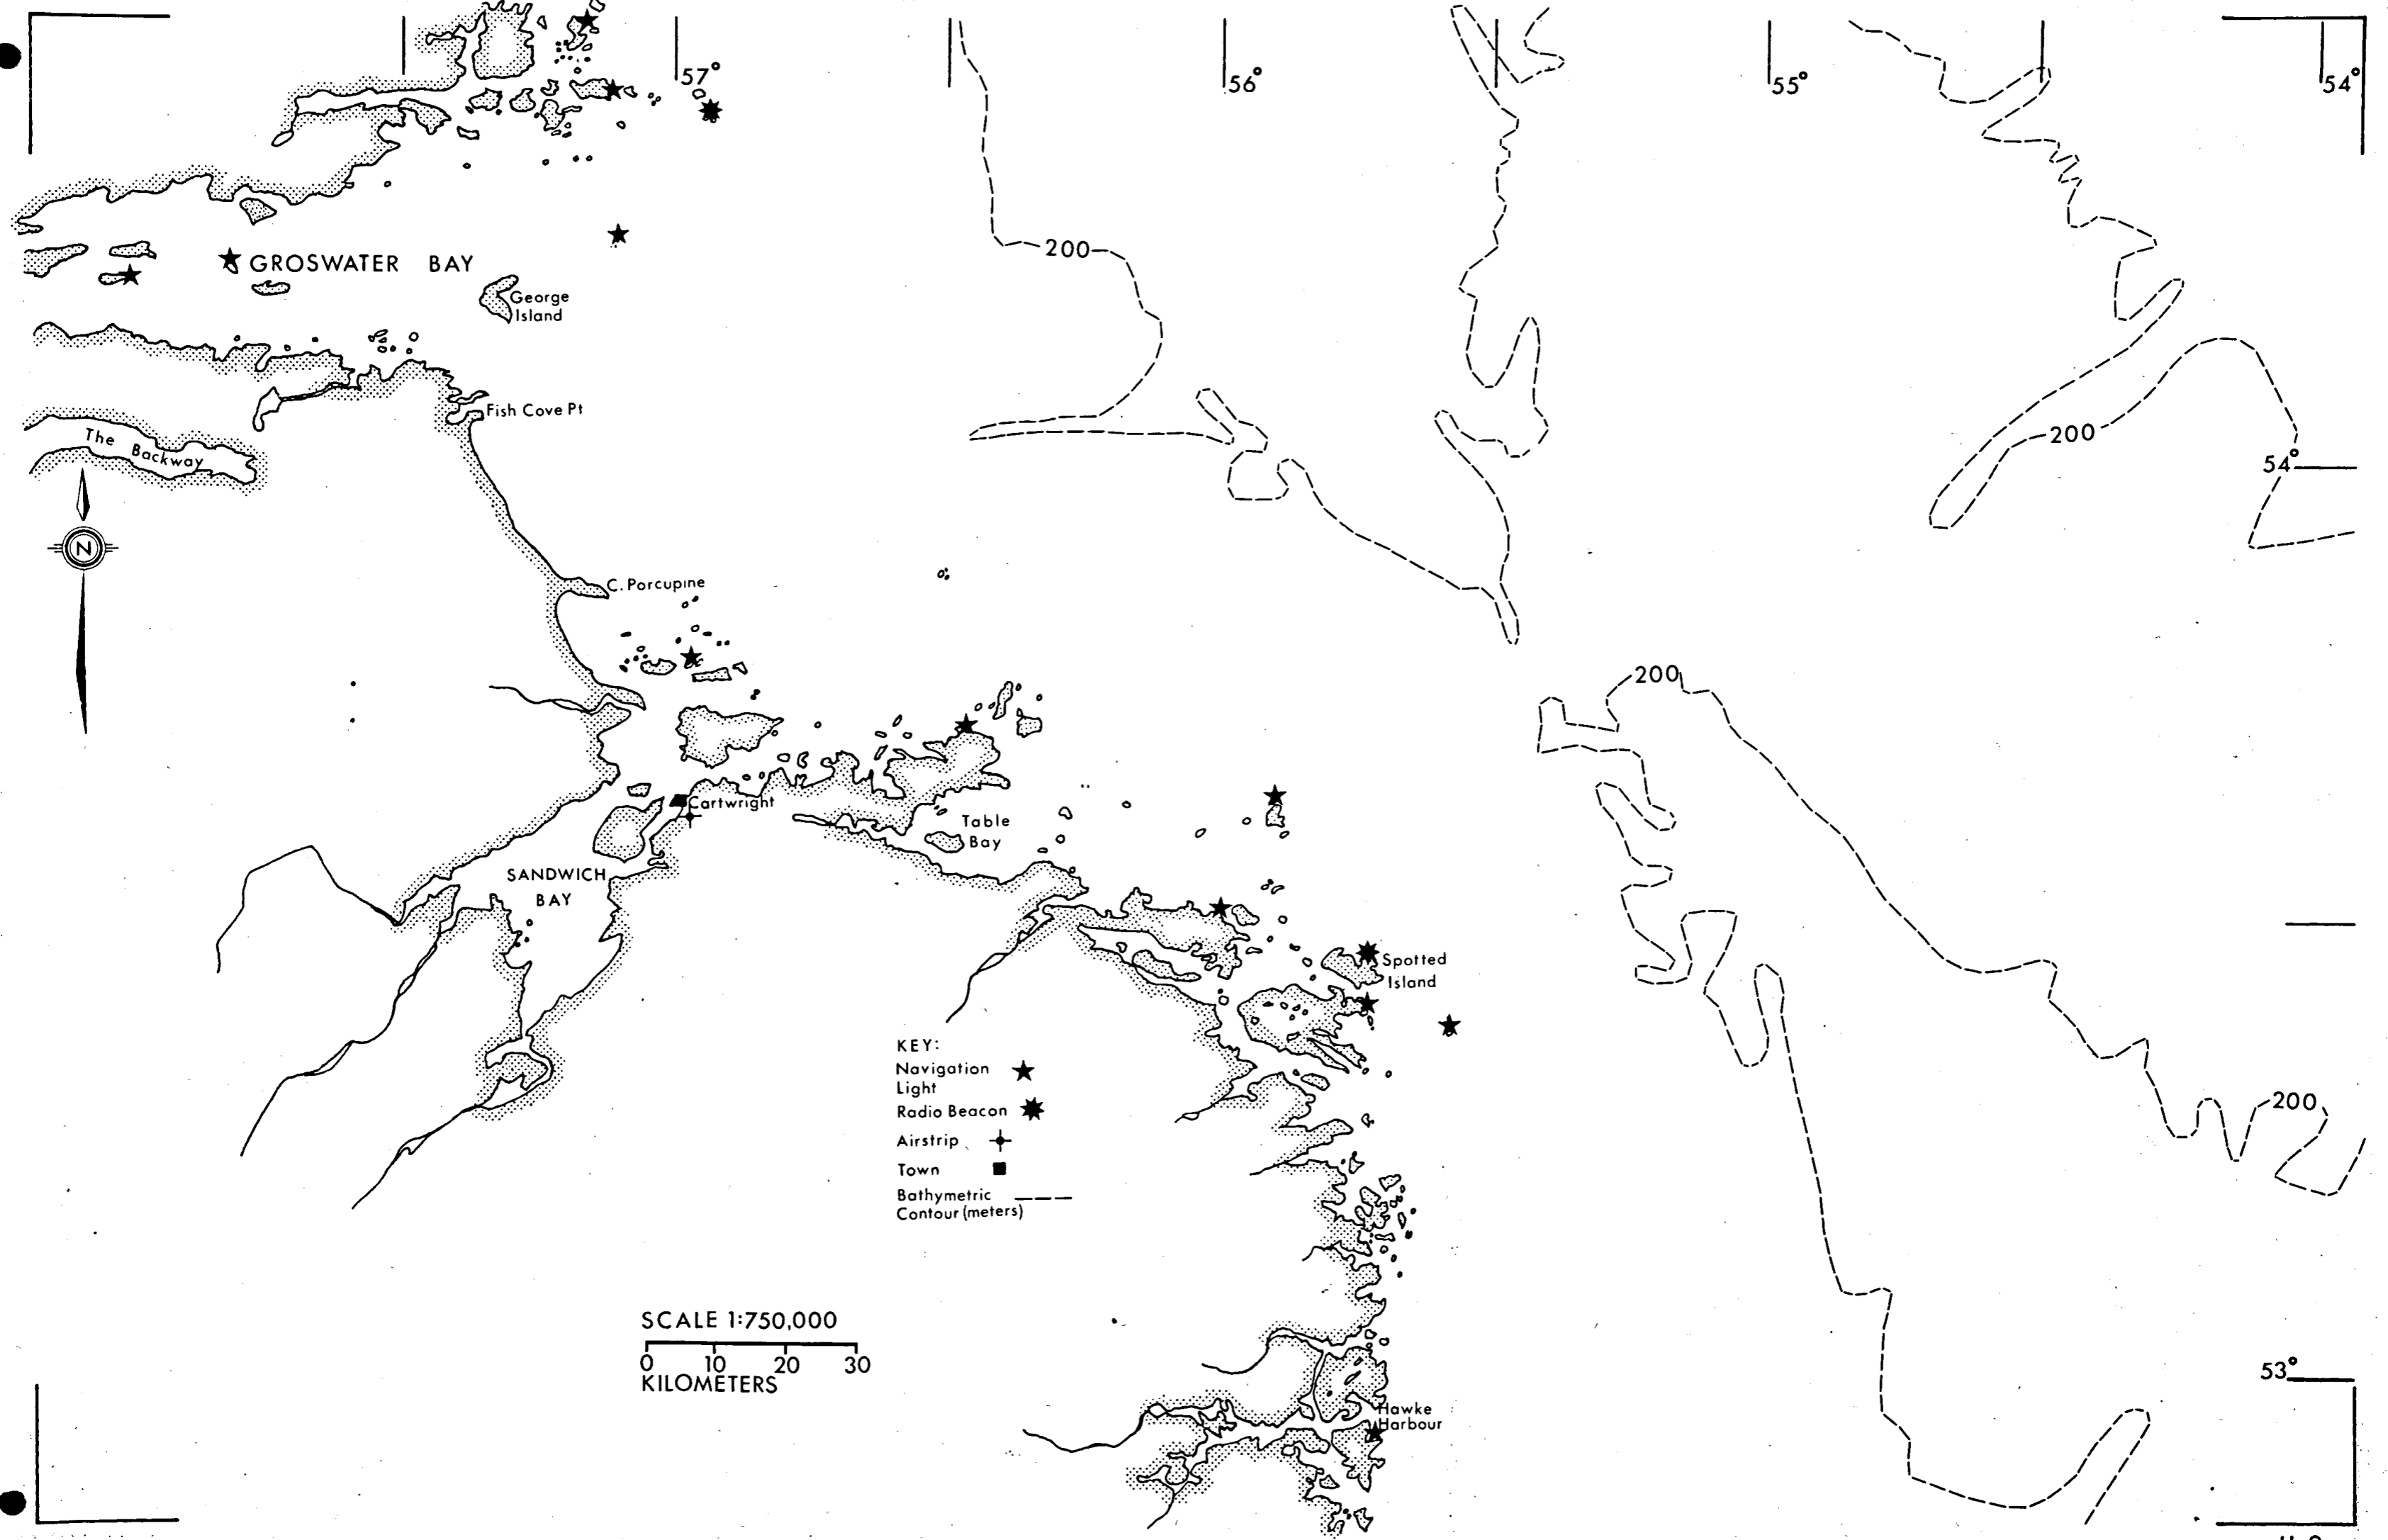 57°
56°
55°
54°
200
GROSWATER BAY
George
Island
Fish Cove Pt
The Backway
200
54°
N
C. Porcupine
200
Cartwright
Table
Bay
SANDWICH
BAY
Spotted
Island
KEY:
Navigation
Light
Radio Beacon
Airstrip
Town
Bathymetric
Contour (meters)
200
SCALE 1:750,000
0 10 20 30
KILOMETERS
53°
Hawke
Harbour